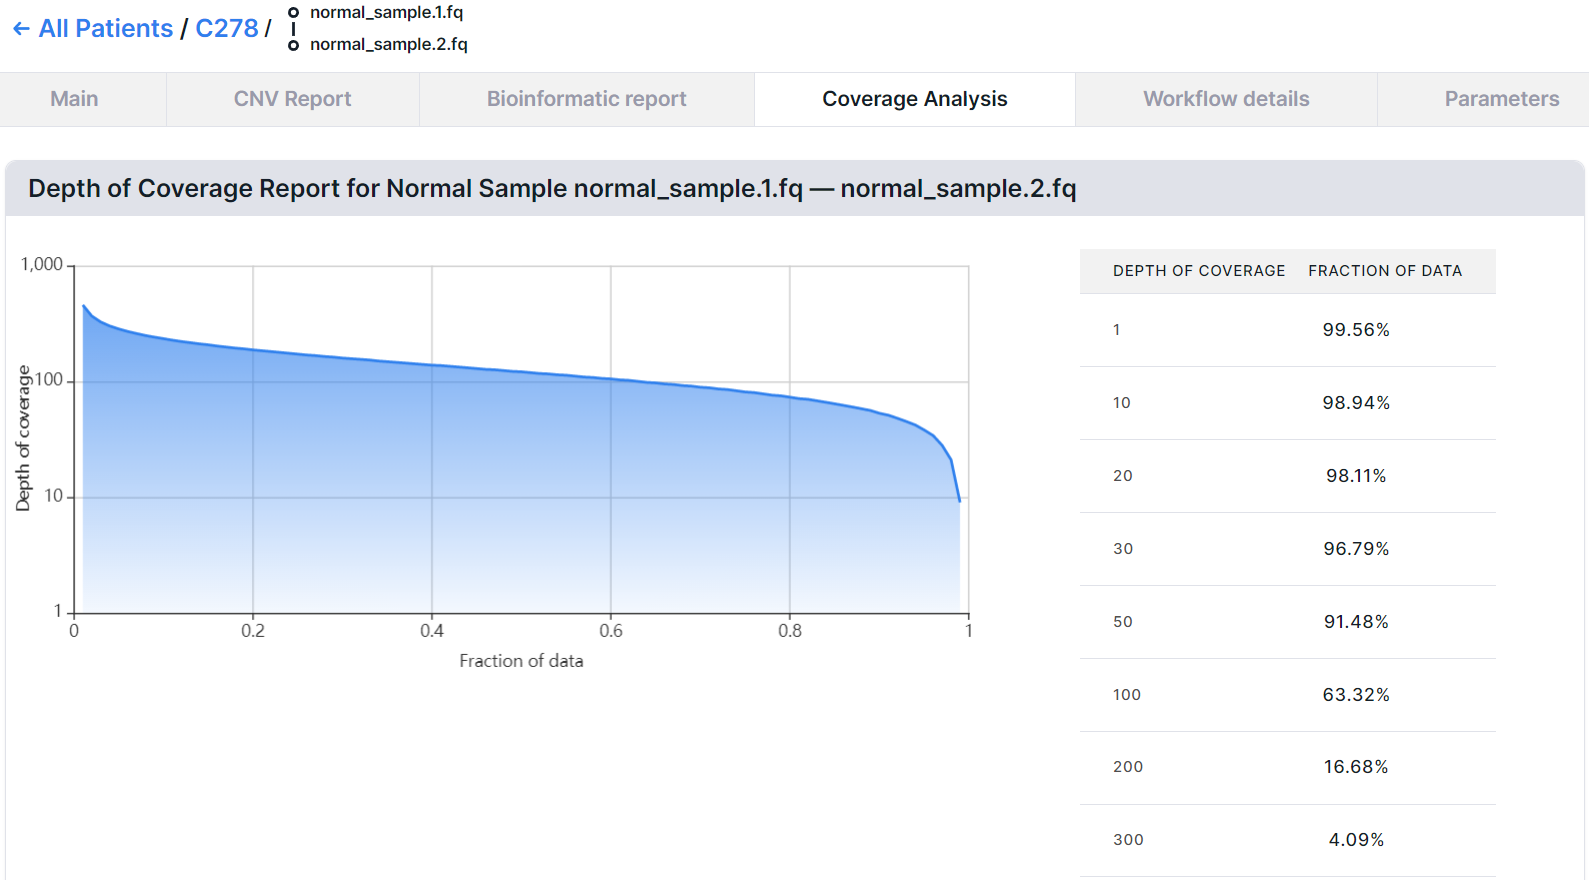 normal_sample.1.fq
← All Patients / C278 /
normal_sample.2.fq
Main
CNV Report
Bioinformatic report
Coverage Analysis
Workflow details
Parameters
Depth of Coverage Report for Normal Sample normal_sample.1.fq — normal_sample.2.fq
1,000
100
10
1
Depth of coverage
0 0.2 0.4 0.6 0.8 1
Fraction of data
DEPTH OF COVERAGE FRACTION OF DATA
1 99.56%
10 98.94%
20 98.11%
30 96.79%
50 91.48%
100 63.32%
200 16.68%
300 4.09%